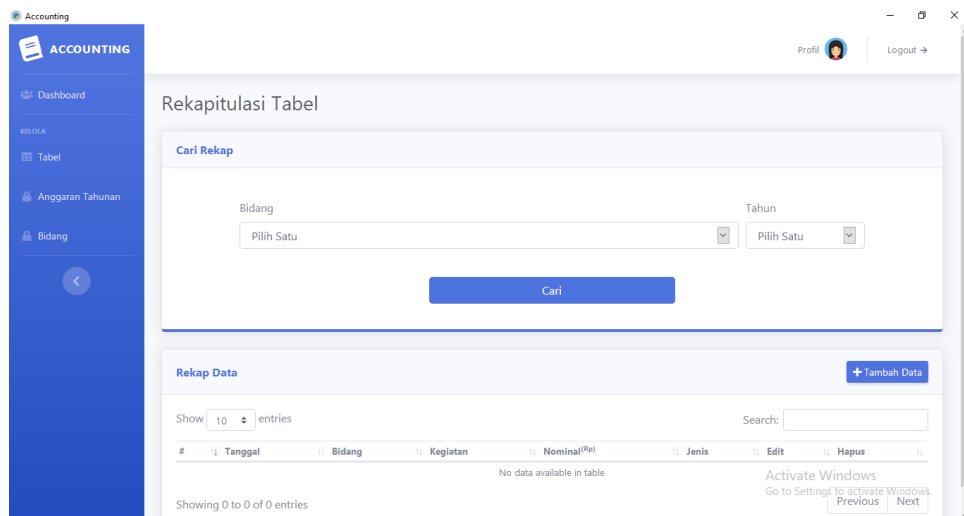 Accounting
ACCOUNTING
Profil
Logout →
Dashboard
KELOLA
Tabel
Anggaran Tahunan
Bidang
Rekapitulasi Tabel
Cari Rekap
Bidang
Tahun
Pilih Satu
Pilih Satu
Cari
Rekap Data
+ Tambah Data
Show 10 entries
Search:
# Tanggal Bidang Kegiatan Nominal(Rp) Jenis Edit Hapus
No data available in table
Activate Windows
Go to Settings to activate Windows.
Showing 0 to 0 of 0 entries
Previous Next